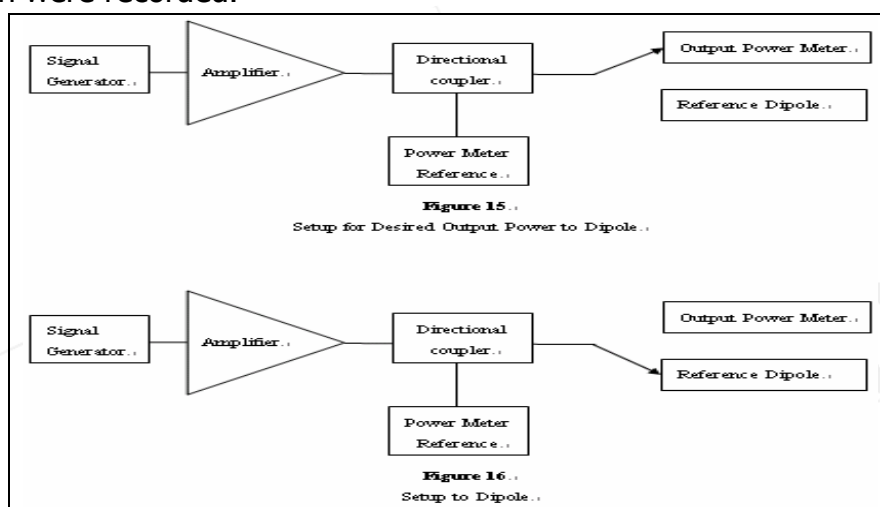 were recorded.
Signal
Generator
Amplifier
Directional
coupler
Output Power Meter
Reference Dipole
Power Meter
Reference
Figure 15
Setup for Desired Output Power to Dipole
Signal
Generator
Amplifier
Directional
coupler
Output Power Meter
Reference Dipole
Power Meter
Reference
Figure 16
Setup to Dipole